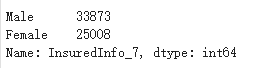 Male      33873
Female    25008
Name: InsuredInfo_7, dtype: int64